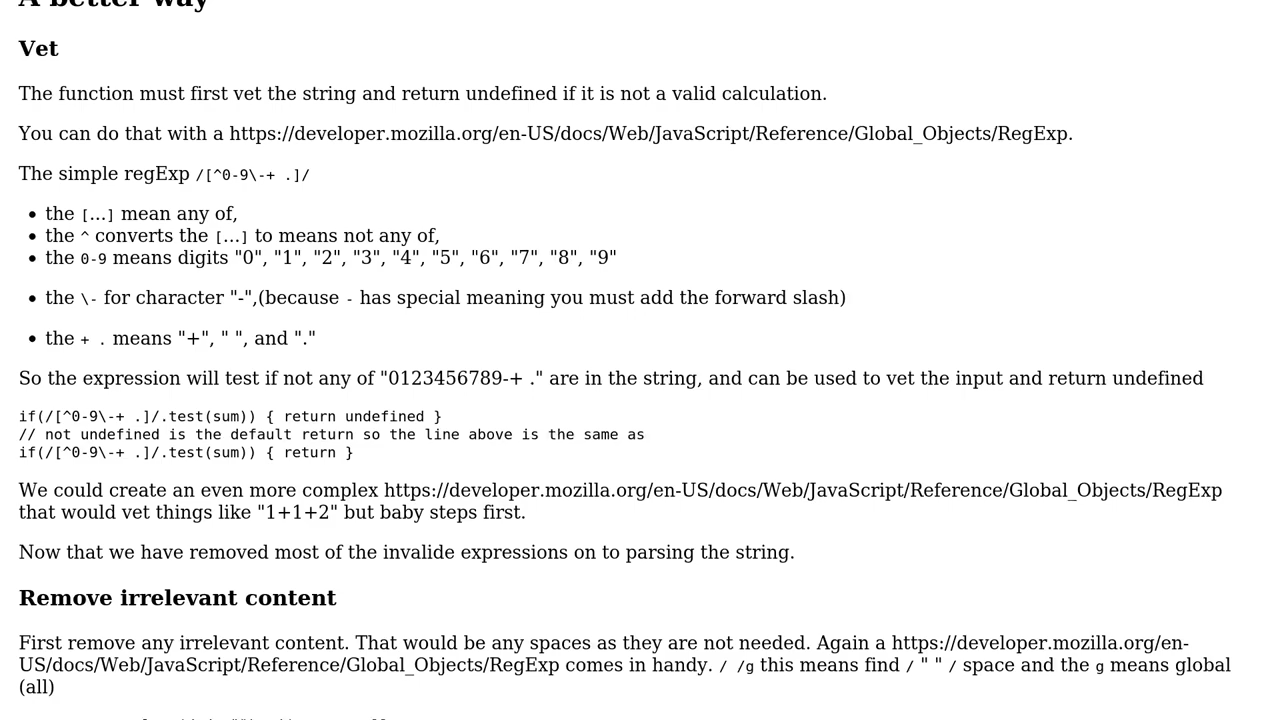 A better way
Vet
The function must first vet the string and return undefined if it is not a valid calculation.
You can do that with a https://developer.mozilla.org/en-US/docs/Web/JavaScript/Reference/Global_Objects/RegExp.
The simple regExp /[^0-9\-+ .]/
• the [...] mean any of,
• the ^ converts the [...] to means not any of,
• the 0-9 means digits "0", "1", "2", "3", "4", "5", "6", "7", "8", "9"
• the \- for character "-",(because - has special meaning you must add the forward slash)
• the + . means "+", " ", and "."
So the expression will test if not any of "0123456789-+ ." are in the string, and can be used to vet the input and return undefined
if(/[^0-9\-+ .]/.test(sum)) { return undefined }
// not undefined is the default return so the line above is the same as
if(/[^0-9\-+ .]/.test(sum)) { return }
We could create an even more complex https://developer.mozilla.org/en-US/docs/Web/JavaScript/Reference/Global_Objects/RegExp
that would vet things like "1+1+2" but baby steps first.
Now that we have removed most of the invalide expressions on to parsing the string.
Remove irrelevant content
First remove any irrelevant content. That would be any spaces as they are not needed. Again a https://developer.mozilla.org/en-
US/docs/Web/JavaScript/Reference/Global_Objects/RegExp comes in handy. / /g this means find / " " / space and the g means global
(all)